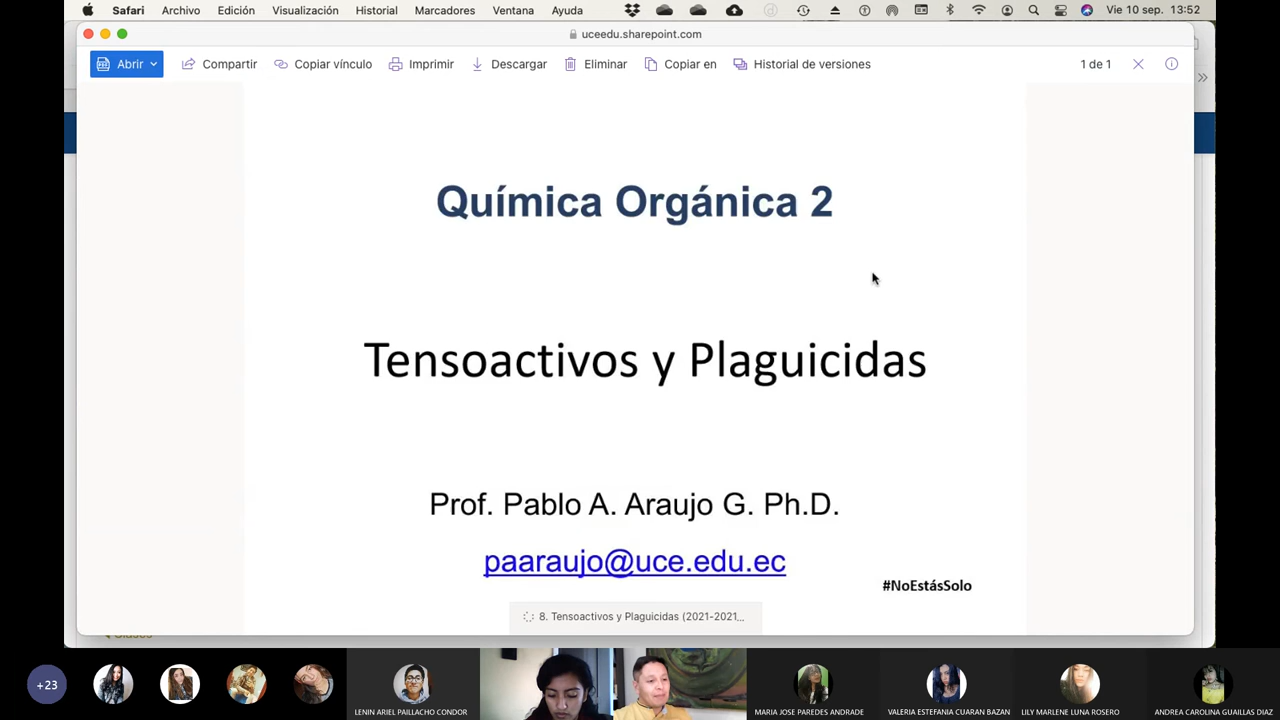 Safari Archivo Edición Visualización Historial Marcadores Ventana Ayuda Vie 10 sep. 13:52
uceedu.sharepoint.com
Abrir Compartir Copiar vínculo Imprimir Descargar Eliminar Copiar en Historial de versiones 1 de 1
Química Orgánica 2
Tensoactivos y Plaguicidas
Prof. Pablo A. Araujo G. Ph.D.
paaraujo@uce.edu.ec
#NoEstásSolo
8. Tensoactivos y Plaguicidas (2021-2021...
+23
LENIN ARIEL PAILLACHO CONDOR
MARIA JOSE PAREDES ANDRADE
VALERIA ESTEFANIA CUARAN BAZAN
LILY MARLENE LUNA ROSERO
ANDREA CAROLINA GUAILLAS DIAZ